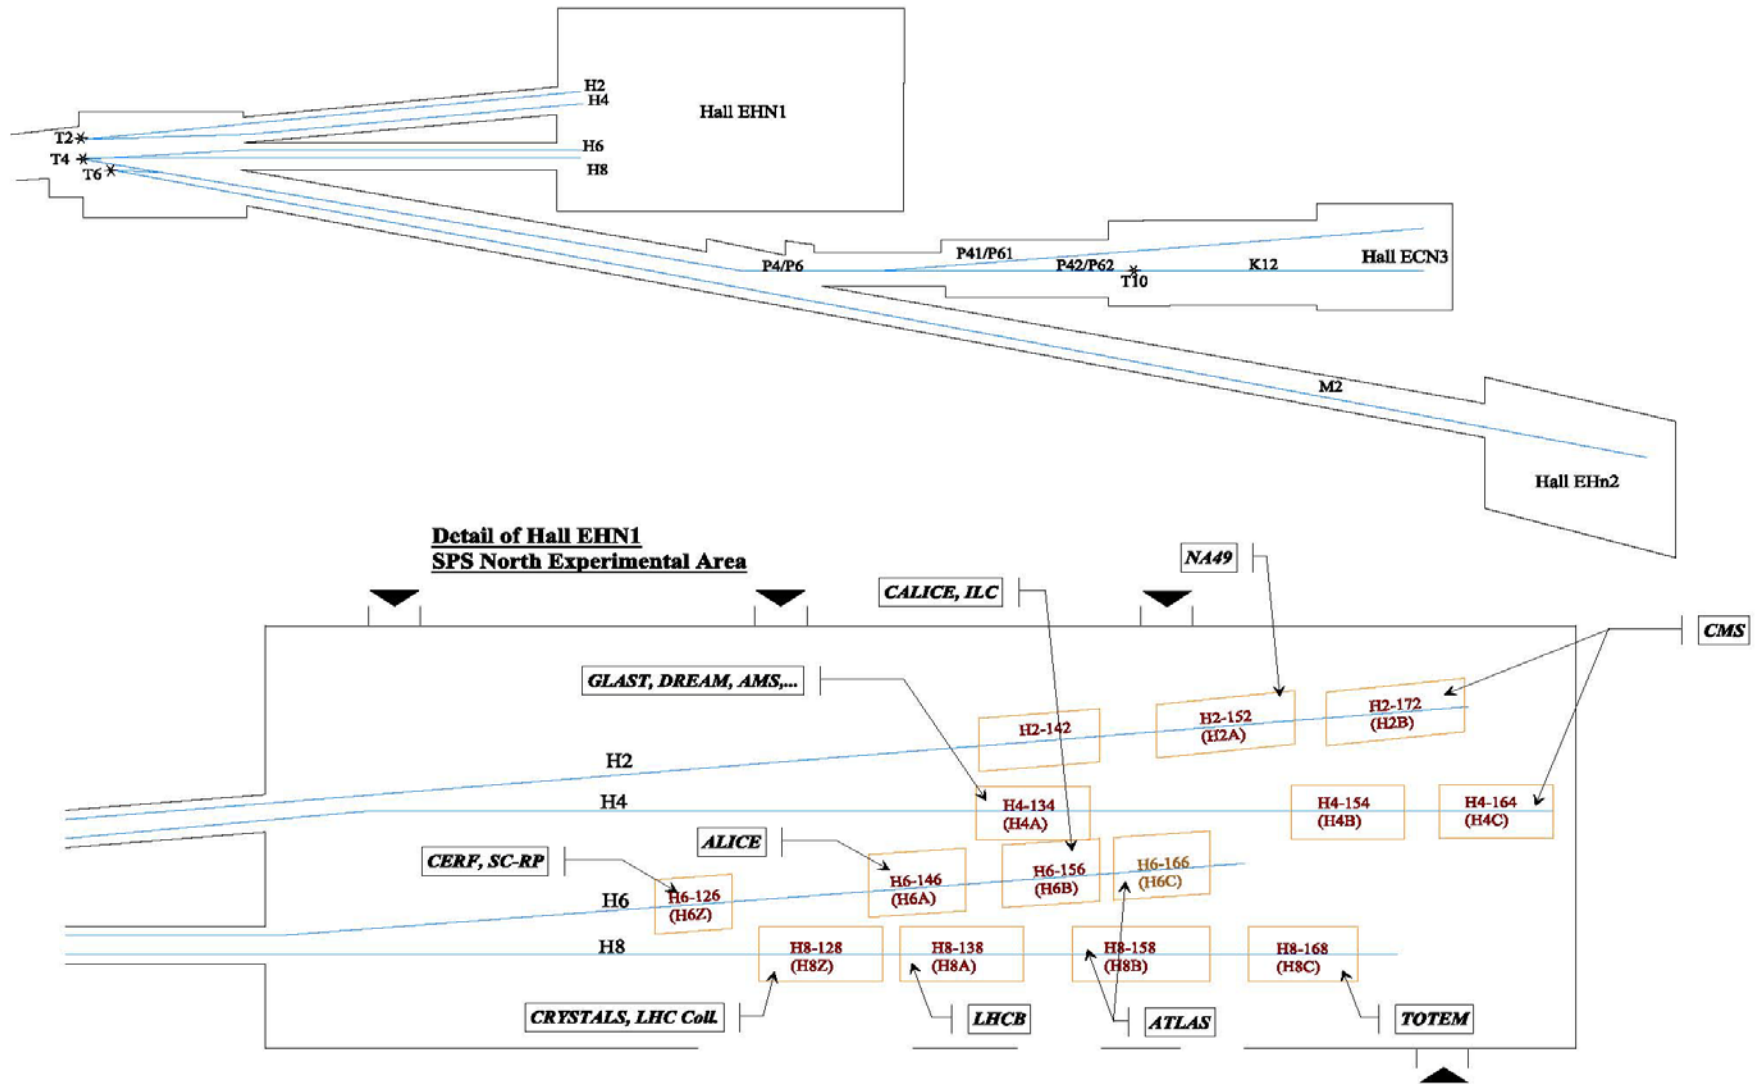 H2
H4
Hall EHN1
T2
T4
T6
H6
H8
P41/P61
P4/P6
P42/P62
K12
Hall ECN3
T10
M2
Hall EHn2
Detail of Hall EHN1
SPS North Experimental Area
NA49
CALICE, ILC
CMS
GLAST, DREAM, AMS,...
H2-142
H2-152
(H2A)
H2-172
(H2B)
H2
H4
H4-134
(H4A)
H4-154
(H4B)
H4-164
(H4C)
ALICE
CERF, SC-RP
H6
H6-126
(H6Z)
H6-146
(H6A)
H6-156
(H6B)
H6-166
(H6C)
H8
H8-128
(H8Z)
H8-138
(H8A)
H8-158
(H8B)
H8-168
(H8C)
CRYSTALS, LHC Coll.
LHCB
ATLAS
TOTEM